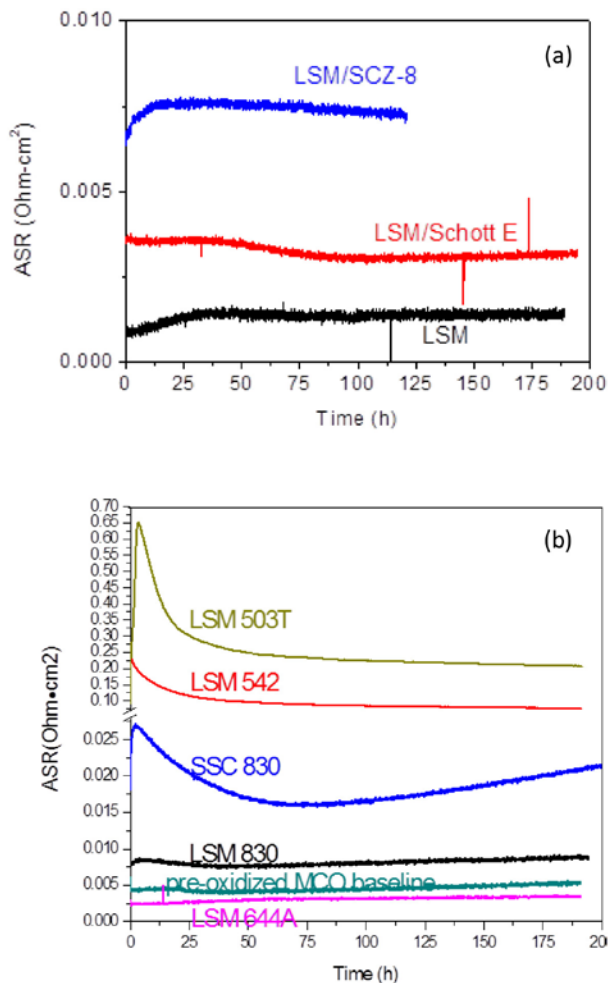 0.010
(a)
LSM/SCZ-8
0.005
LSM/Schott E
LSM
0.000
ASR (Ohm-cm²)
0 25 50 75 100 125 150 175 200
Time (h)
0.70
0.65
0.60
0.55
0.50
0.45
0.40
0.35
0.30
0.25
0.20
0.15
0.10
0.025
0.020
0.015
0.010
0.005
0.000
(b)
LSM 503T
LSM 542
SSC 830
LSM 830
pre-oxidized MCO baseline
LSM 644A
ASR(Ohm•cm2)
0 25 50 75 100 125 150 175 20
Time (h)